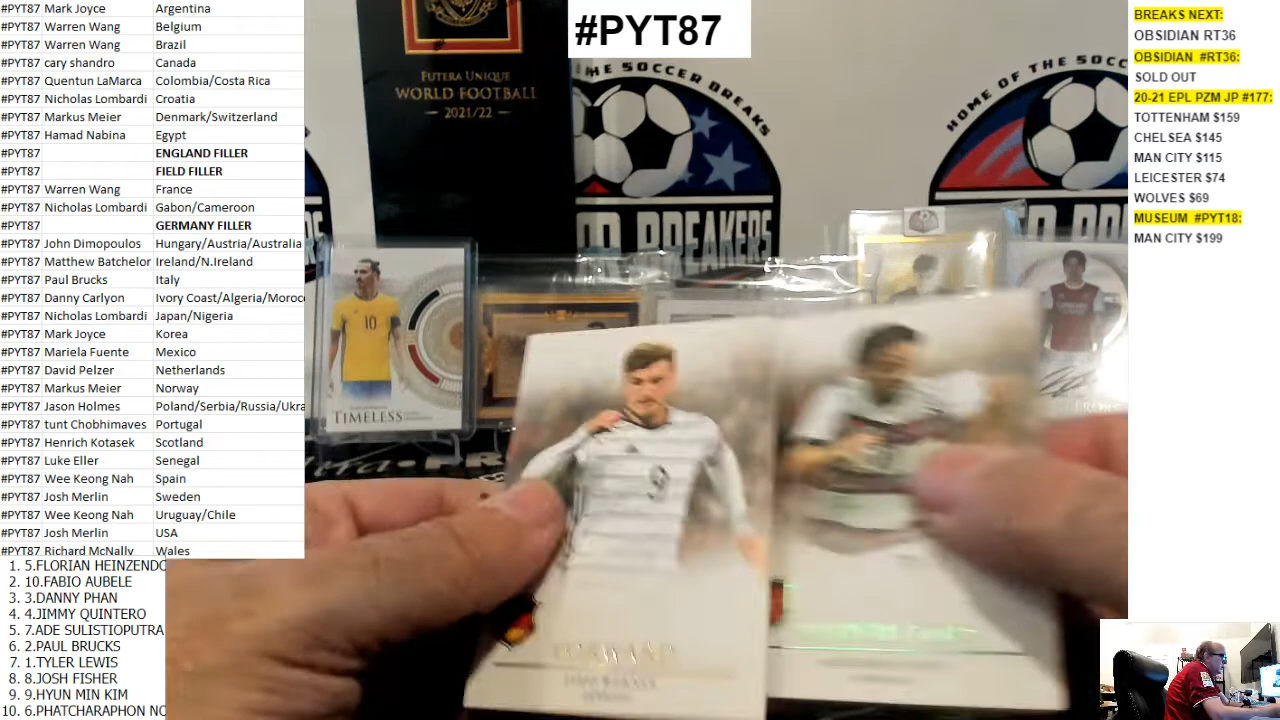 #PYT87 Mark Joyce Argentina
#PYT87 Warren Wang Belgium
#PYT87 Warren Wang Brazil
#PYT87 cary shandro Canada
#PYT87 Quentun LaMarca Colombia/Costa Rica
#PYT87 Nicholas Lombardi Croatia
#PYT87 Markus Meier Denmark/Switzerland
#PYT87 Hamad Nabina Egypt
#PYT87 ENGLAND FILLER
#PYT87 FIELD FILLER
#PYT87 Warren Wang France
#PYT87 Nicholas Lombardi Gabon/Cameroon
#PYT87 GERMANY FILLER
#PYT87 John Dimopoulos Hungary/Austria/Australia
#PYT87 Matthew Batchelor Ireland/N.Ireland
#PYT87 Paul Brucks Italy
#PYT87 Danny Carlyon Ivory Coast/Algeria/Moroc
#PYT87 Nicholas Lombardi Japan/Nigeria
#PYT87 Mark Joyce Korea
#PYT87 Mariela Fuente Mexico
#PYT87 David Pelzer Netherlands
#PYT87 Markus Meier Norway
#PYT87 Jason Holmes Poland/Serbia/Russia/Ukra
#PYT87 tunt Chobhimaves Portugal
#PYT87 Henrich Kotasek Scotland
#PYT87 Luke Eller Senegal
#PYT87 Wee Keong Nah Spain
#PYT87 Josh Merlin Sweden
#PYT87 Wee Keong Nah Uruguay/Chile
#PYT87 Josh Merlin USA
#PYT87 Richard McNally Wales
1. 5.FLORIAN HEINZENDO
2. 10.FABIO AUBELE
3. 3.DANNY PHAN
4. 4.JIMMY QUINTERO
5. 7.ADE SULISTIOPUTRA
6. 2.PAUL BRUCKS
7. 1.TYLER LEWIS
8. 8.JOSH FISHER
9. 9.HYUN MIN KIM
10. 6.PHATCHARAPHON NO
#PYT87
FUTERA UNIQUE
WORLD FOOTBALL
2021/22
HE SOCCER BREAKS
HOME OF THE SOCC
BREAKERS
10
TIMELESS
BREAKS NEXT:
OBSIDIAN RT36
OBSIDIAN #RT36:
SOLD OUT
20-21 EPL PZM JP #177:
TOTTENHAM $159
CHELSEA $145
MAN CITY $115
LEICESTER $74
WOLVES $69
MUSEUM #PYT18:
MAN CITY $199